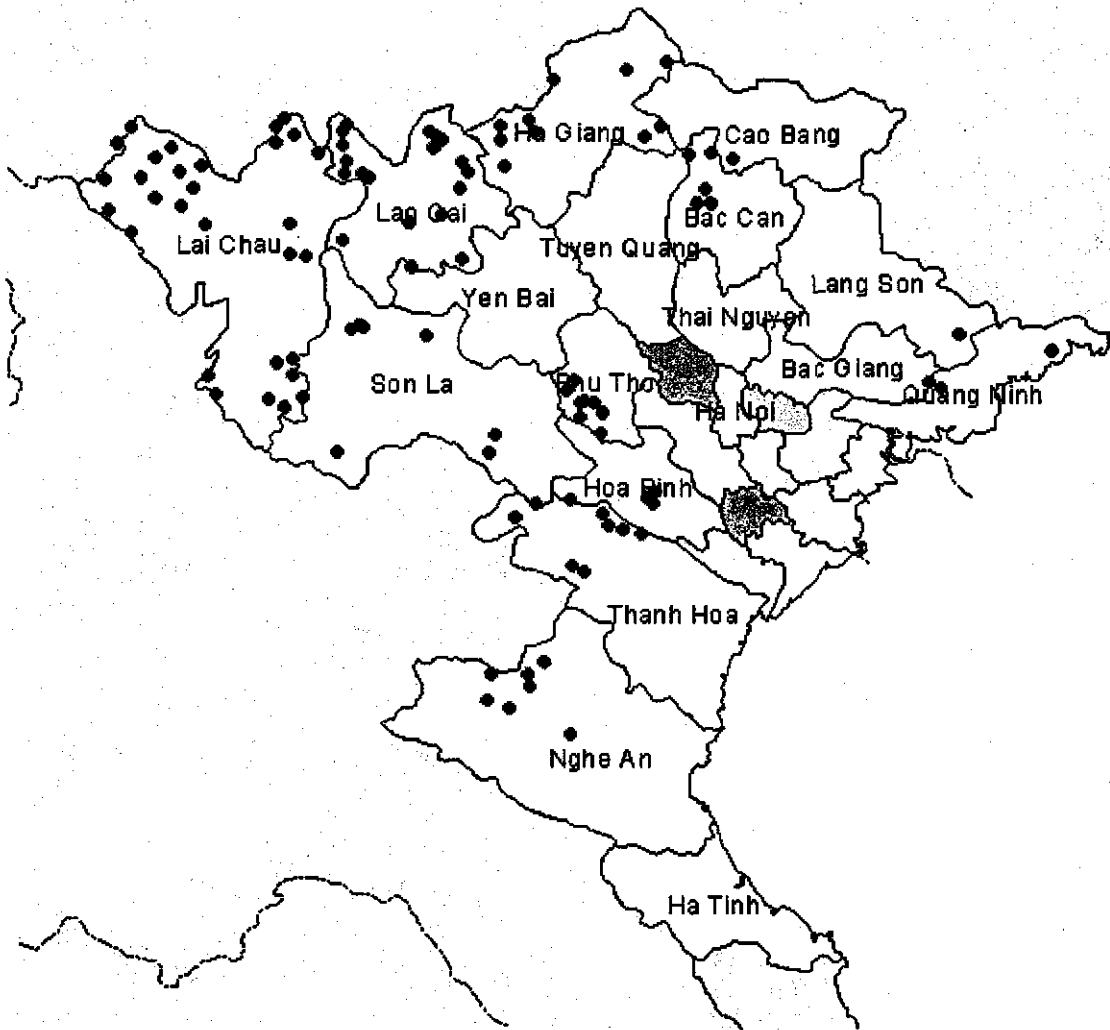 Ha Giang
Cao Bang
Lao Cai
Bac Can
Lai Chau
Tuyen Quang
Yen Bai
Lang Son
Thai Nguyen
Bac Giang
Son La
Phu Tho
Quang Ninh
Ha Noi
Hoa Binh
Thanh Hoa
Nghe An
Ha Tinh